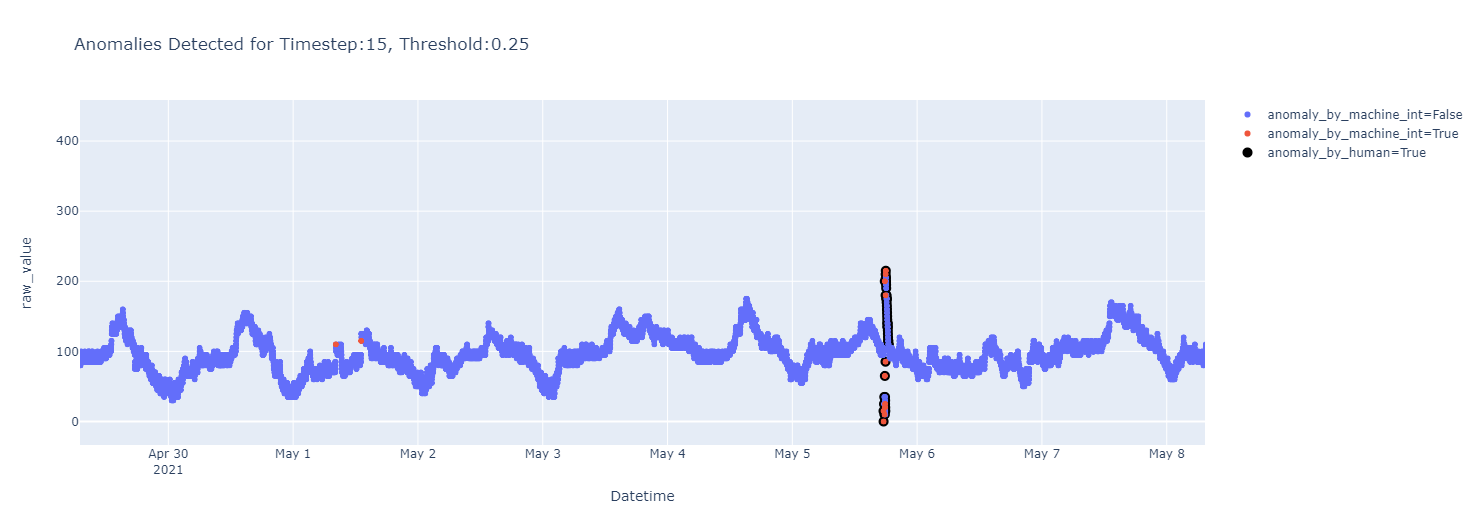 Anomalies Detected for Timestep:15, Threshold:0.25
anomaly_by_machine_int=False
anomaly_by_machine_int=True
anomaly_by_human=True
raw_value
400
300
200
100
0
Apr 30 May 1 May 2 May 3 May 4 May 5 May 6 May 7 May 8
2021
Datetime